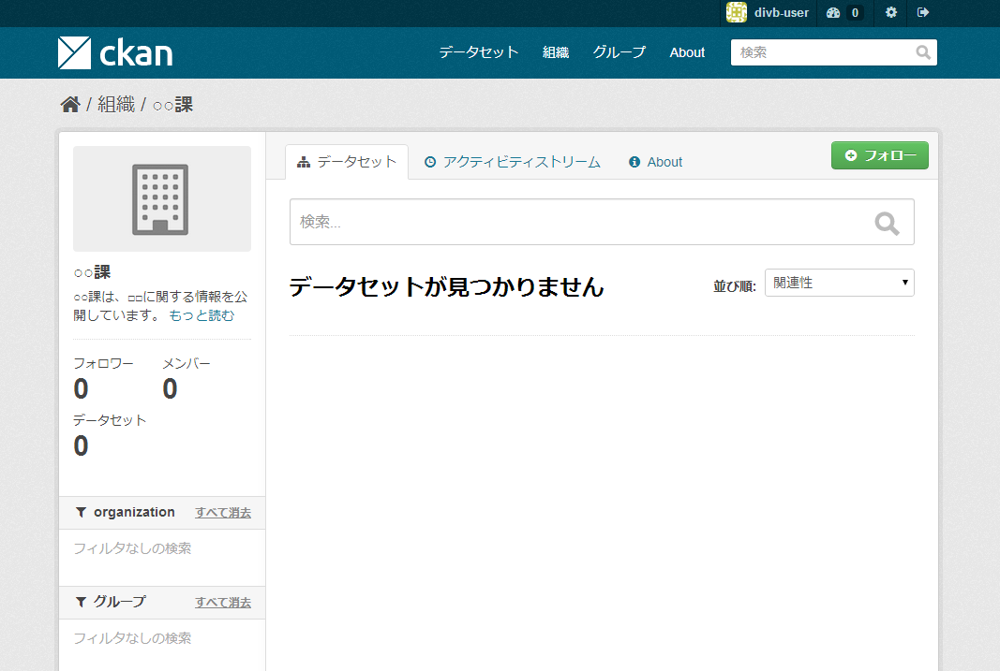 divb-user 0
ckan データセット 組織 グループ About 検索
/ 組織 / ○○課
データセット アクティビティストリーム About フォロー
検索...
データセットが見つかりません 並び順: 関連性
○○課
○○課は、□□に関する情報を公
開しています。 もっと読む
フォロワー メンバー
0 0
データセット
0
organization すべて消去
フィルタなしの検索
グループ すべて消去
フィルタなしの検索